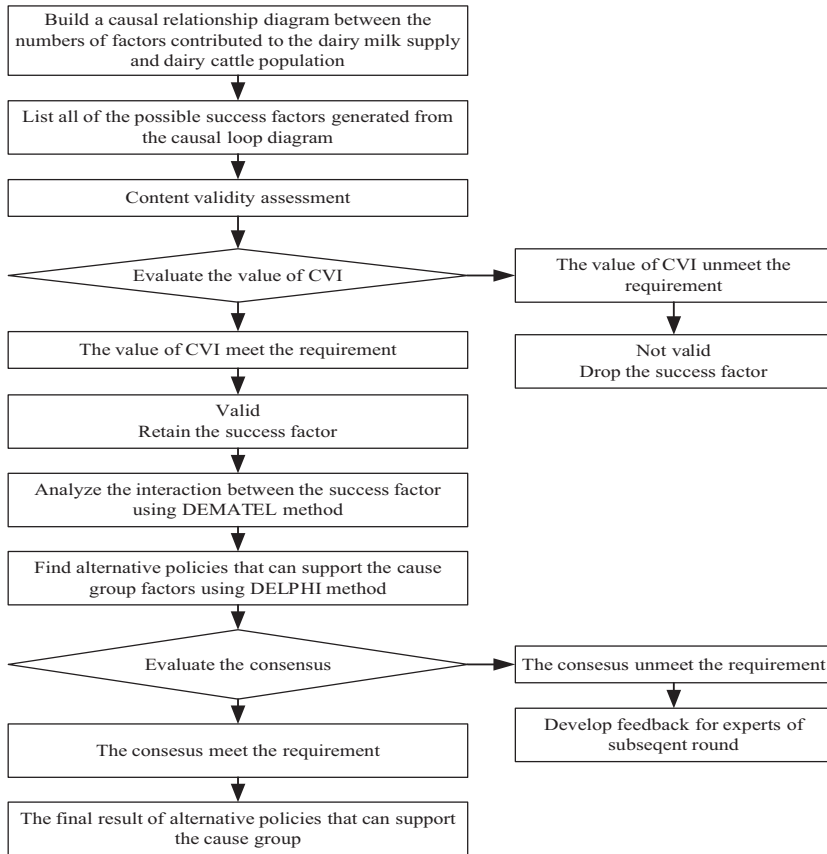 Build a causal relationship diagram between the
numbers of factors contributed to the dairy milk supply
and dairy cattle population
List all of the possible success factors generated from
the causal loop diagram
Content validity assessment
Evaluate the value of CVI
The value of CVI unmeet the
requirement
The value of CVI meet the requirement
Not valid
Drop the success factor
Valid
Retain the success factor
Analyze the interaction between the success factor
using DEMATEL method
Find alternative policies that can support the cause
group factors using DELPHI method
Evaluate the consensus
The consesus unmeet the requirement
Develop feedback for experts of
subseqent round
The consesus meet the requirement
The final result of alternative policies that can support
the cause group